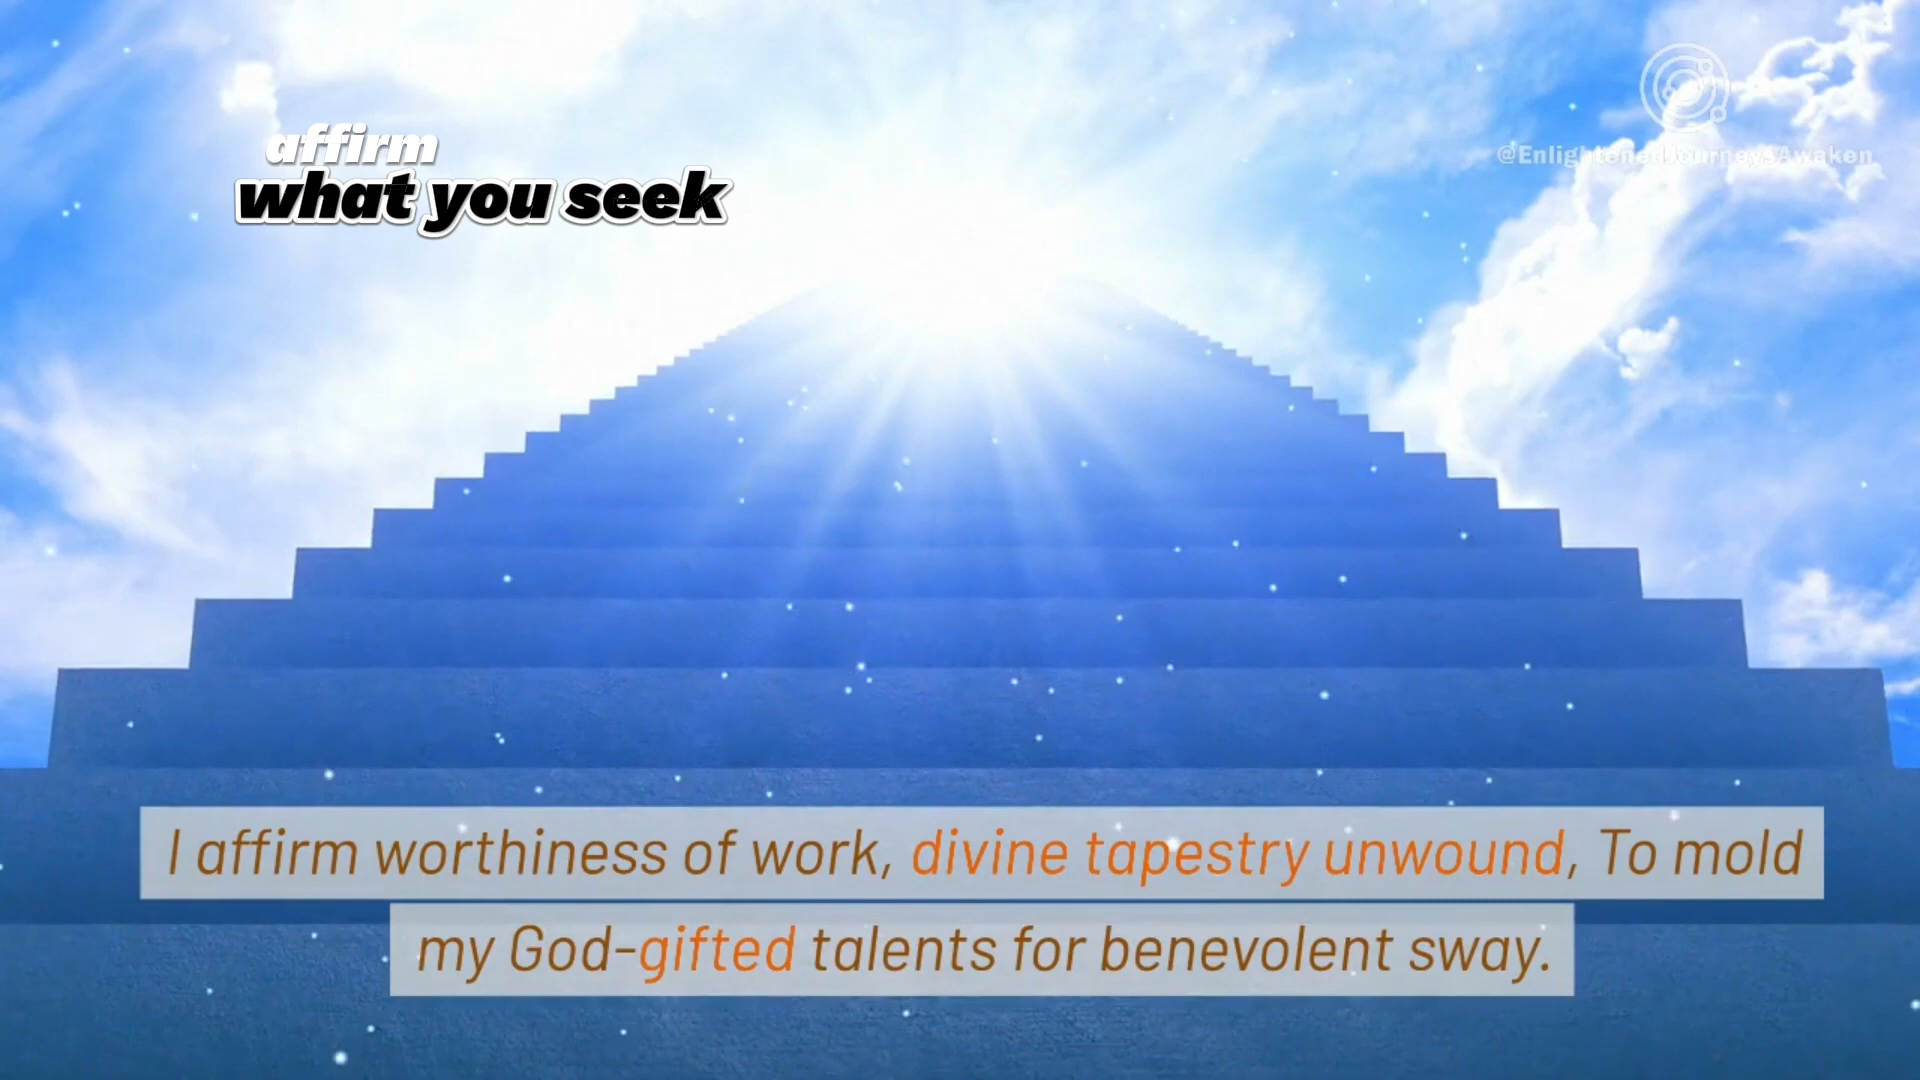 affirm
what you seek
@EnlightenedJourneysAwaken
I affirm worthiness of work, divine tapestry unwound, To mold
my God-gifted talents for benevolent sway.